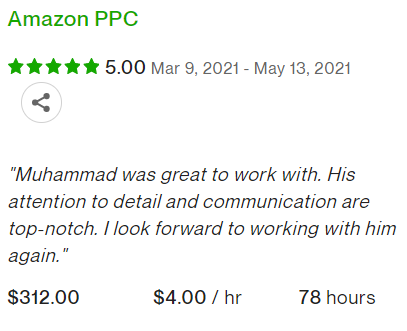 Amazon PPC
5.00 Mar 9, 2021 - May 13, 2021
"Muhammad was great to work with. His
attention to detail and communication are
top-notch. I look forward to working with him
again."
$312.00 $4.00 / hr 78 hours